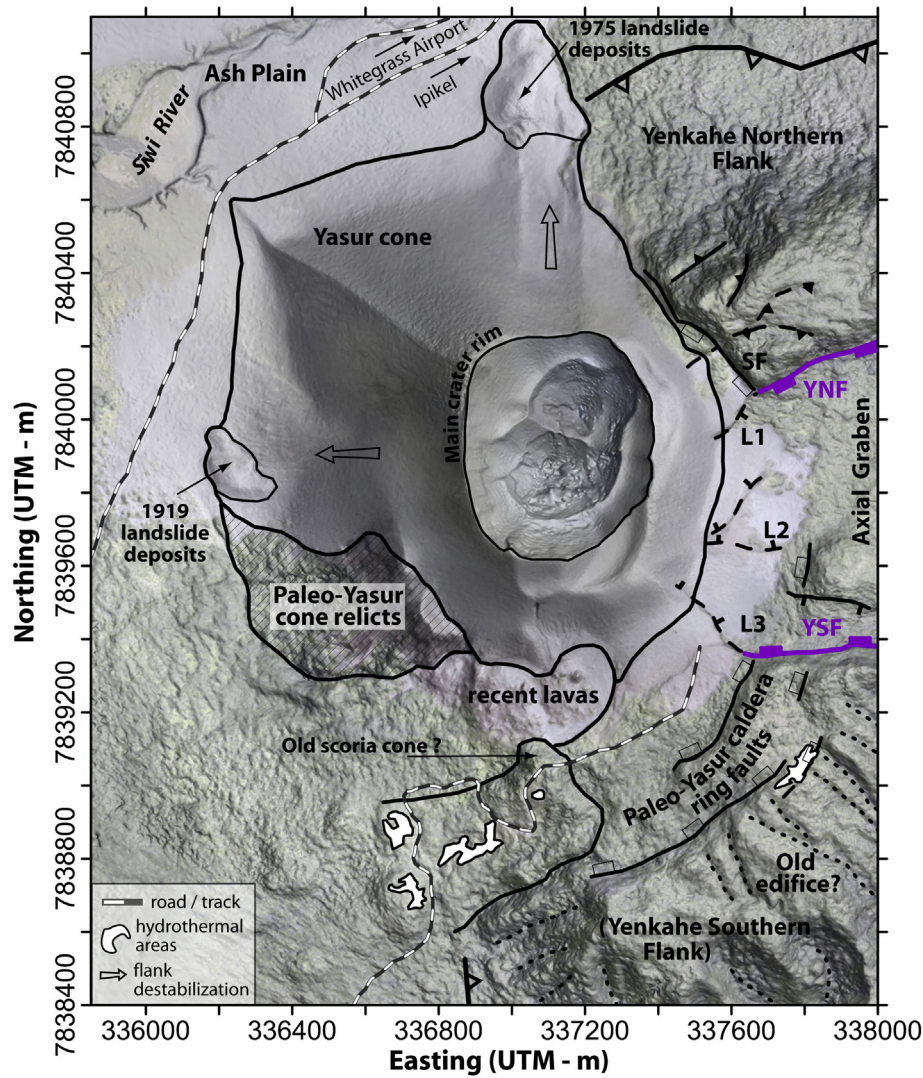 1975 landslide
deposits
Ash Plain
Whitegrass Airport
Ipikel
Siwi River
Yenkahe Northern
Flank
Yasur cone
Main crater rim
SF
YNF
L1
Axial Graben
L2
1919
landslide
deposits
Paleo-Yasur
cone relicts
YSF
L3
recent lavas
Old scoria cone ?
Paleo-Yasur caldera
ring faults
Old
edifice?
(Yenkahe Southern
Flank)
road / track
hydrothermal
areas
flank
destabilization
7840800
7840400
7840000
7839600
7839200
7838800
7838400
Northing (UTM - m)
336000 336400 336800 337200 337600 338000
Easting (UTM - m)